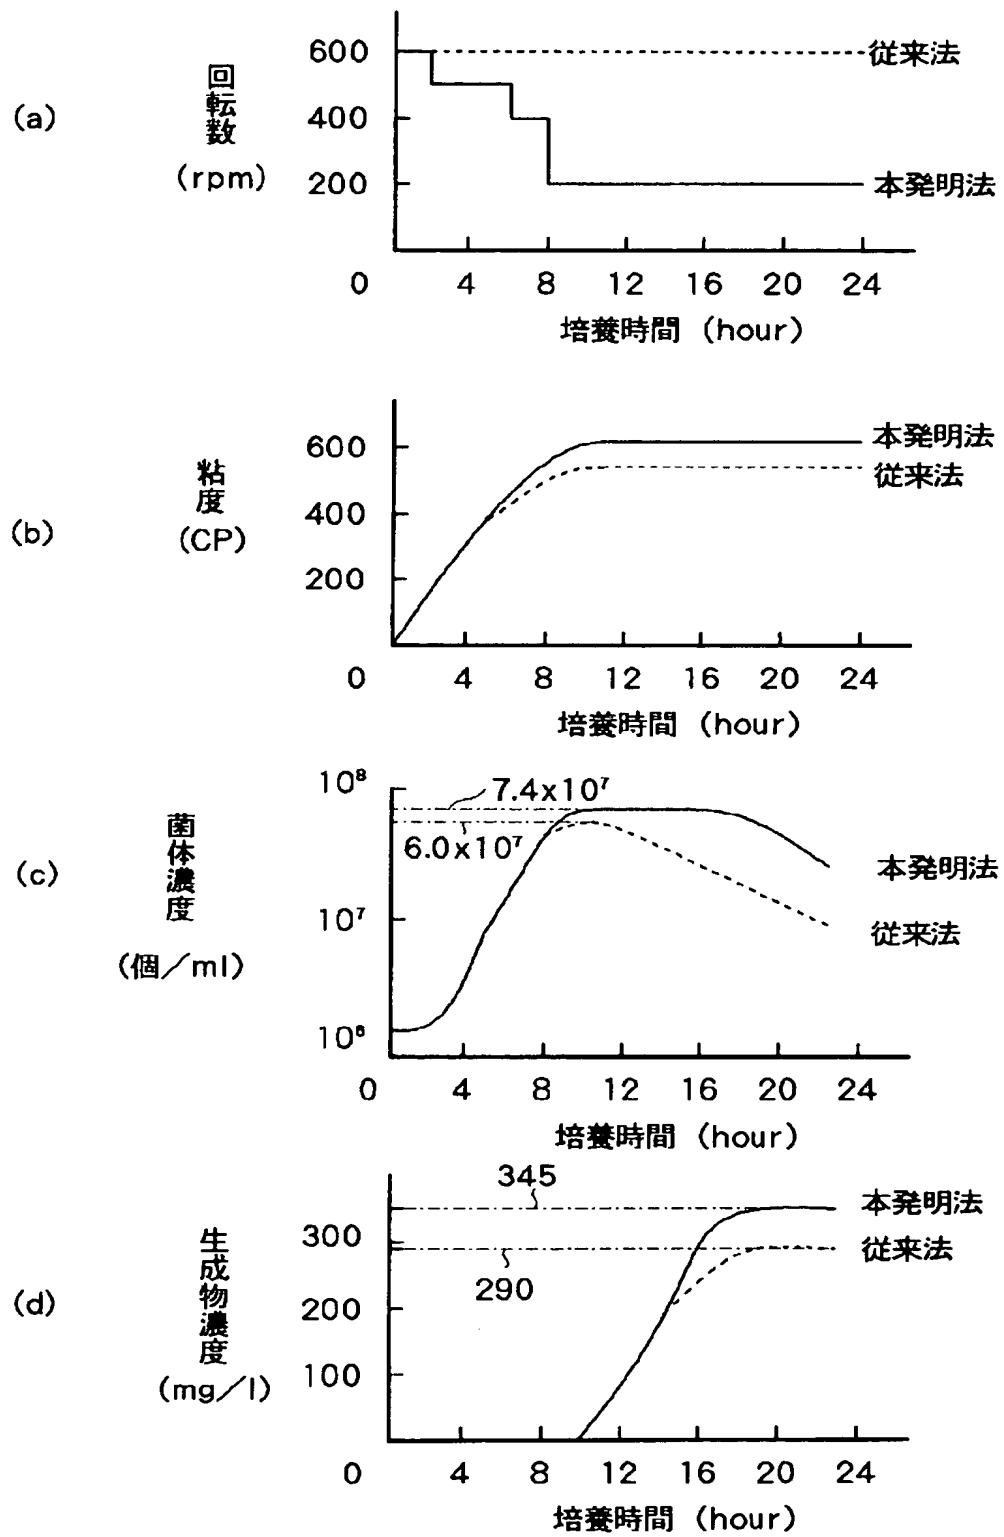 (a)
回転数
(rpm)
600
400
200
従来法
本発明法
0 4 8 12 16 20 24
培養時間 (hour)
(b)
粘度
(CP)
600
400
200
本発明法
従来法
0 4 8 12 16 20 24
培養時間 (hour)
(c)
菌体濃度
(個/ml)
10⁸
10⁷
10⁶
7.4x10⁷
6.0x10⁷
本発明法
従来法
0 4 8 12 16 20 24
培養時間 (hour)
(d)
生成物濃度
(mg/l)
300
200
100
345
290
本発明法
従来法
0 4 8 12 16 20 24
培養時間 (hour)